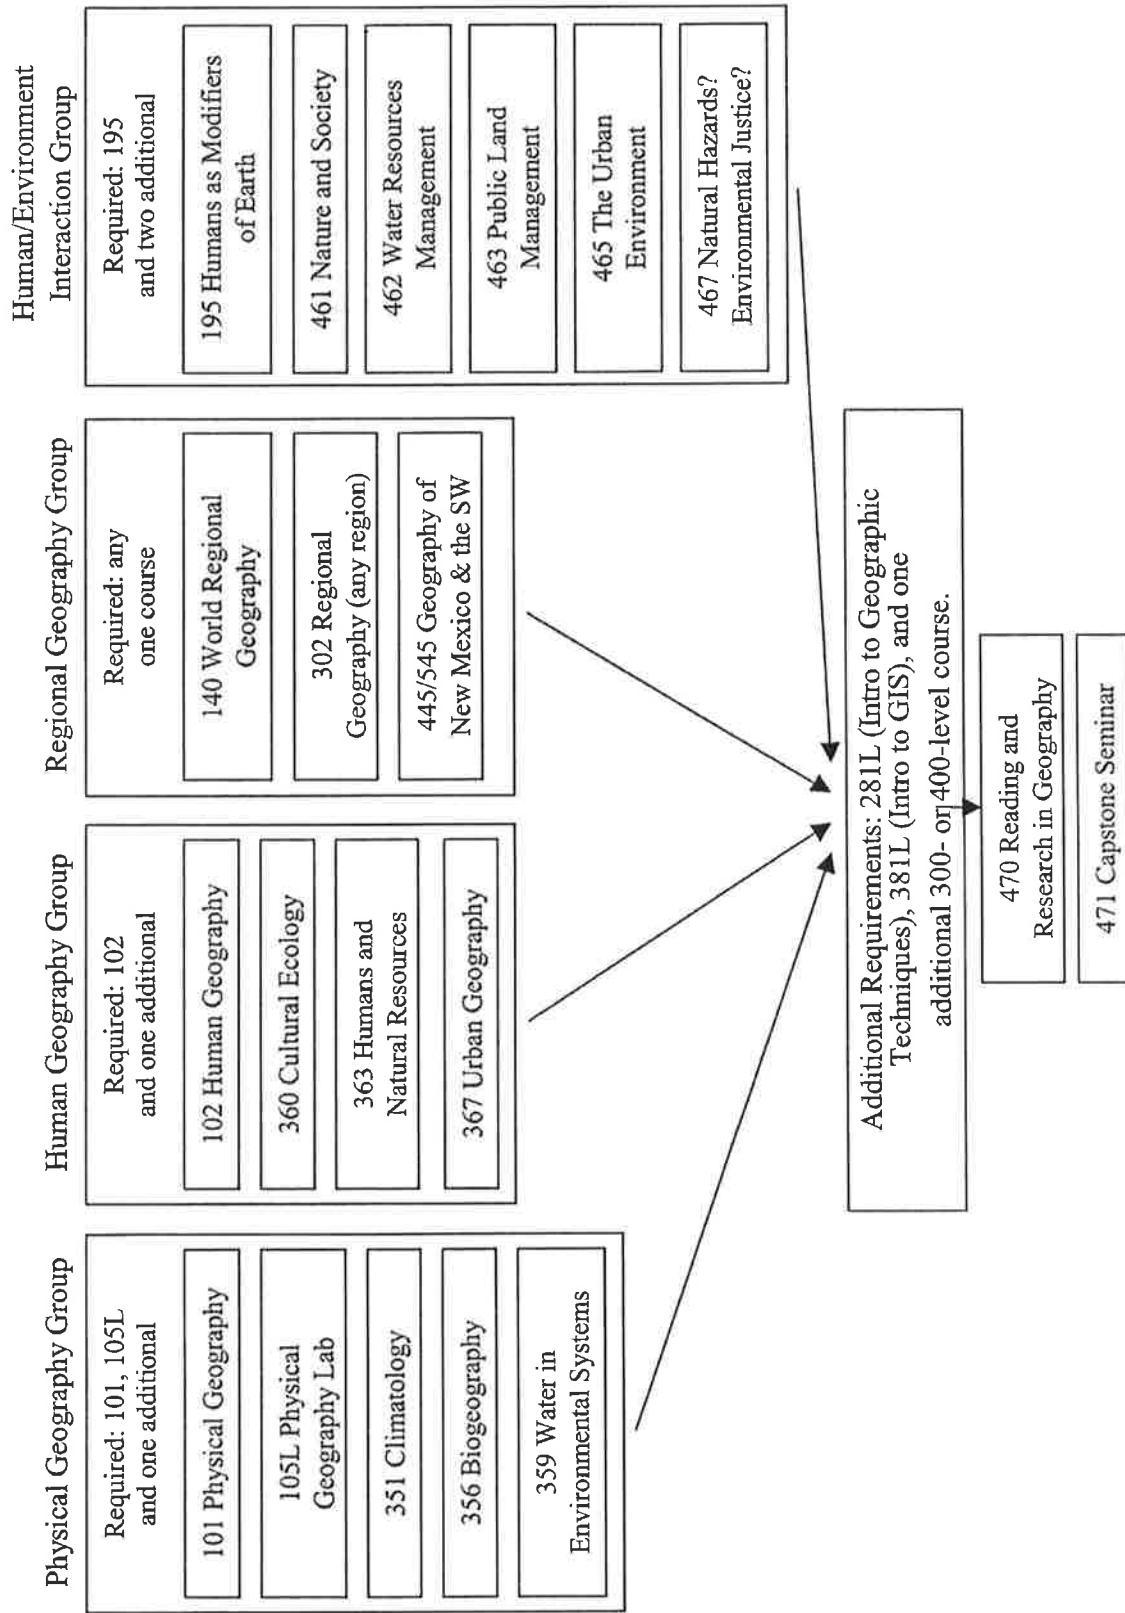 Physical Geography Group
Required: 101, 105L
and one additional
101 Physical Geography
105L Physical
Geography Lab
351 Climatology
356 Biogeography
359 Water in
Environmental Systems
Human Geography Group
Required: 102
and one additional
102 Human Geography
360 Cultural Ecology
363 Humans and
Natural Resources
367 Urban Geography
Regional Geography Group
Required: any
one course
140 World Regional
Geography
302 Regional
Geography (any region)
445/545 Geography of
New Mexico & the SW
Human/Environment
Interaction Group
Required: 195
and two additional
195 Humans as Modifiers
of Earth
461 Nature and Society
462 Water Resources
Management
463 Public Land
Management
465 The Urban
Environment
467 Natural Hazards?
Environmental Justice?
Additional Requirements: 281L (Intro to Geographic
Techniques), 381L (Intro to GIS), and one
additional 300- or 400-level course.
470 Reading and
Research in Geography
471 Capstone Seminar